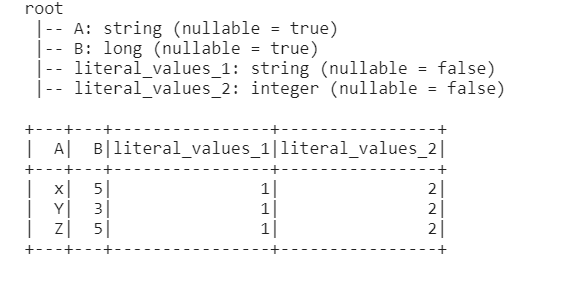 root
 |-- A: string (nullable = true)
 |-- B: long (nullable = true)
 |-- literal_values_1: string (nullable = false)
 |-- literal_values_2: integer (nullable = false)

+---+---+----------------+----------------+
|  A|  B|literal_values_1|literal_values_2|
+---+---+----------------+----------------+
|  X|  5|               1|               2|
|  Y|  3|               1|               2|
|  Z|  5|               1|               2|
+---+---+----------------+----------------+